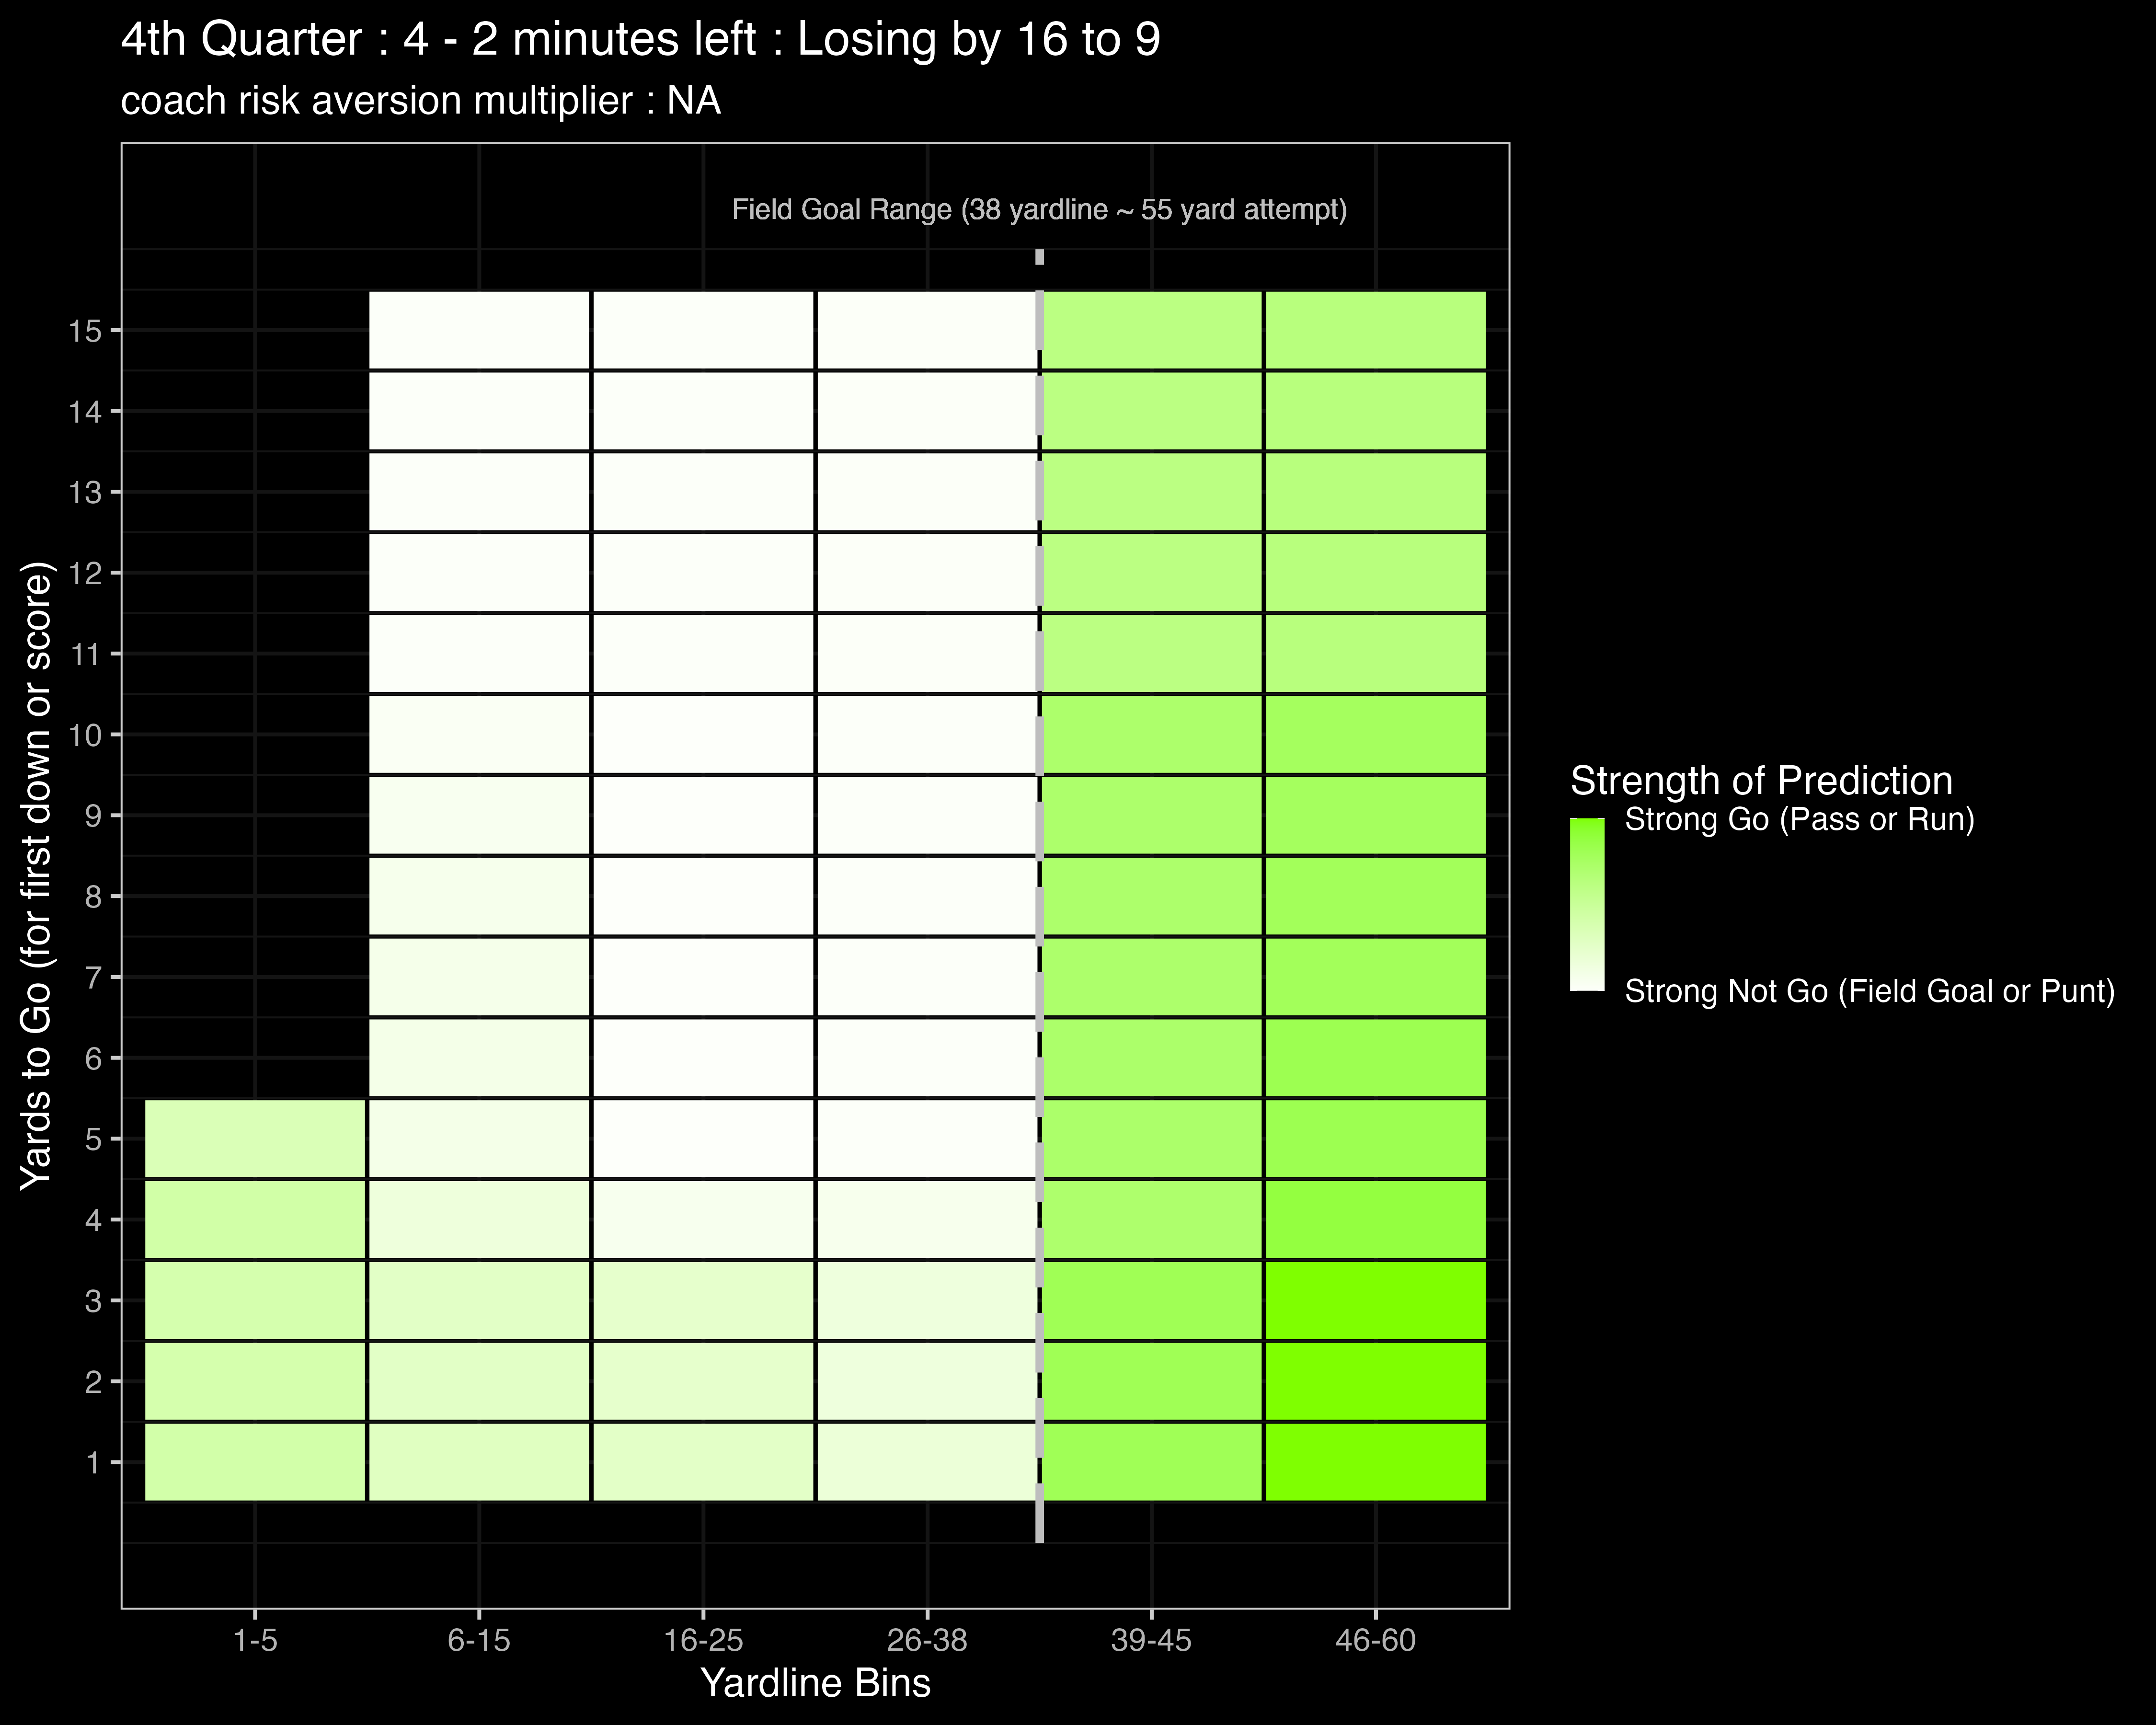 4th Quarter : 4 - 2 minutes left : Losing by 16 to 9
coach risk aversion multiplier : NA
Field Goal Range (38 yardline ~ 55 yard attempt)
Yards to Go (for first down or score)
15
14
13
12
11
10
9
8
7
6
5
4
3
2
1
1-5 6-15 16-25 26-38 39-45 46-60
Yardline Bins
Strength of Prediction
Strong Go (Pass or Run)
Strong Not Go (Field Goal or Punt)